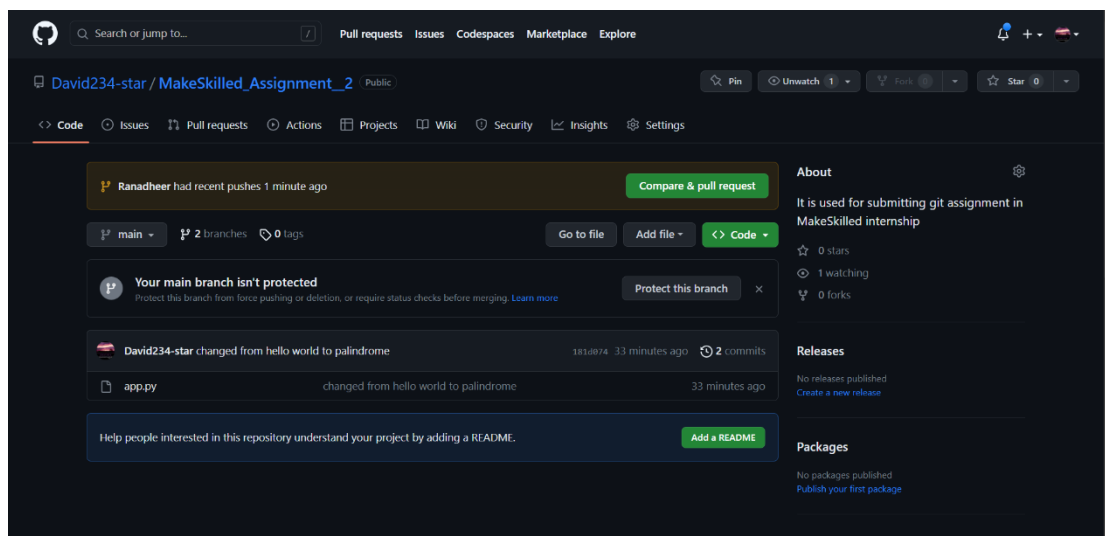 Search or jump to... /
Pull requests Issues Codespaces Marketplace Explore
David234-star / MakeSkilled_Assignment__2 Public
Pin Unwatch 1 Fork 0 Star 0
Code Issues Pull requests Actions Projects Wiki Security Insights Settings
Ranadheer had recent pushes 1 minute ago Compare & pull request
main 2 branches 0 tags Go to file Add file Code
Your main branch isn't protected
Protect this branch from force pushing or deletion, or require status checks before merging. Learn more
Protect this branch
David234-star changed from hello world to palindrome 181d074 33 minutes ago 2 commits
app.py changed from hello world to palindrome 33 minutes ago
Help people interested in this repository understand your project by adding a README. Add a README
About
It is used for submitting git assignment in
MakeSkilled internship
0 stars
1 watching
0 forks
Releases
No releases published
Create a new release
Packages
No packages published
Publish your first package